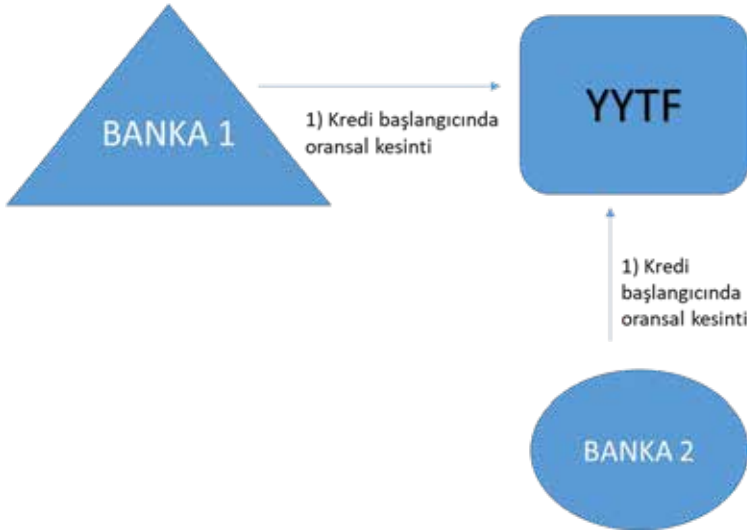 BANKA 1
1) Kredi başlangıcında
oransal kesinti
YYTF
1) Kredi
başlangıcında
oransal kesinti
BANKA 2